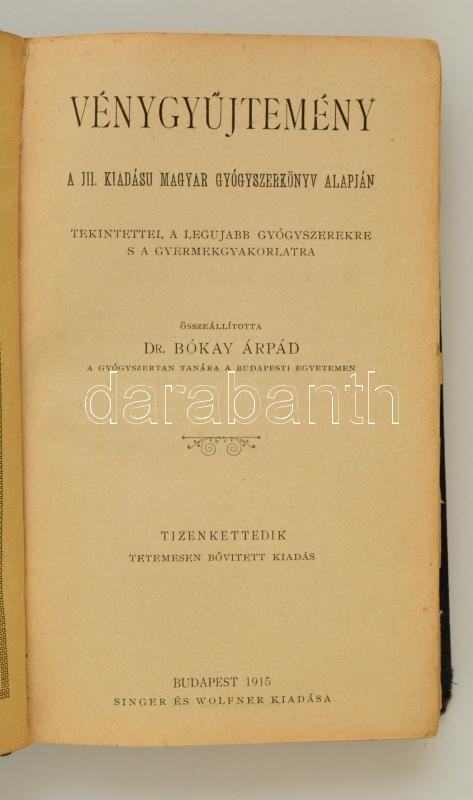 VÉNYGYŰJTEMÉNY
A III. KIADÁSU MAGYAR GYÓGYSZERKÖNYV ALAPJÁN
TEKINTETTEL A LEGUJABB GYÓGYSZEREKRE
S A GYERMEKGYAKORLATRA
ÖSSZEÁLLÍTOTTA
DR. BÓKAY ÁRPÁD
A GYÓGYSZERTAN TANÁRA A BUDAPESTI EGYETEMEN
darabanth
TIZENKETTEDIK
TETEMESEN BŐVITETT KIADÁS
BUDAPEST 1915
SINGER ÉS WOLFNER KIADÁSA